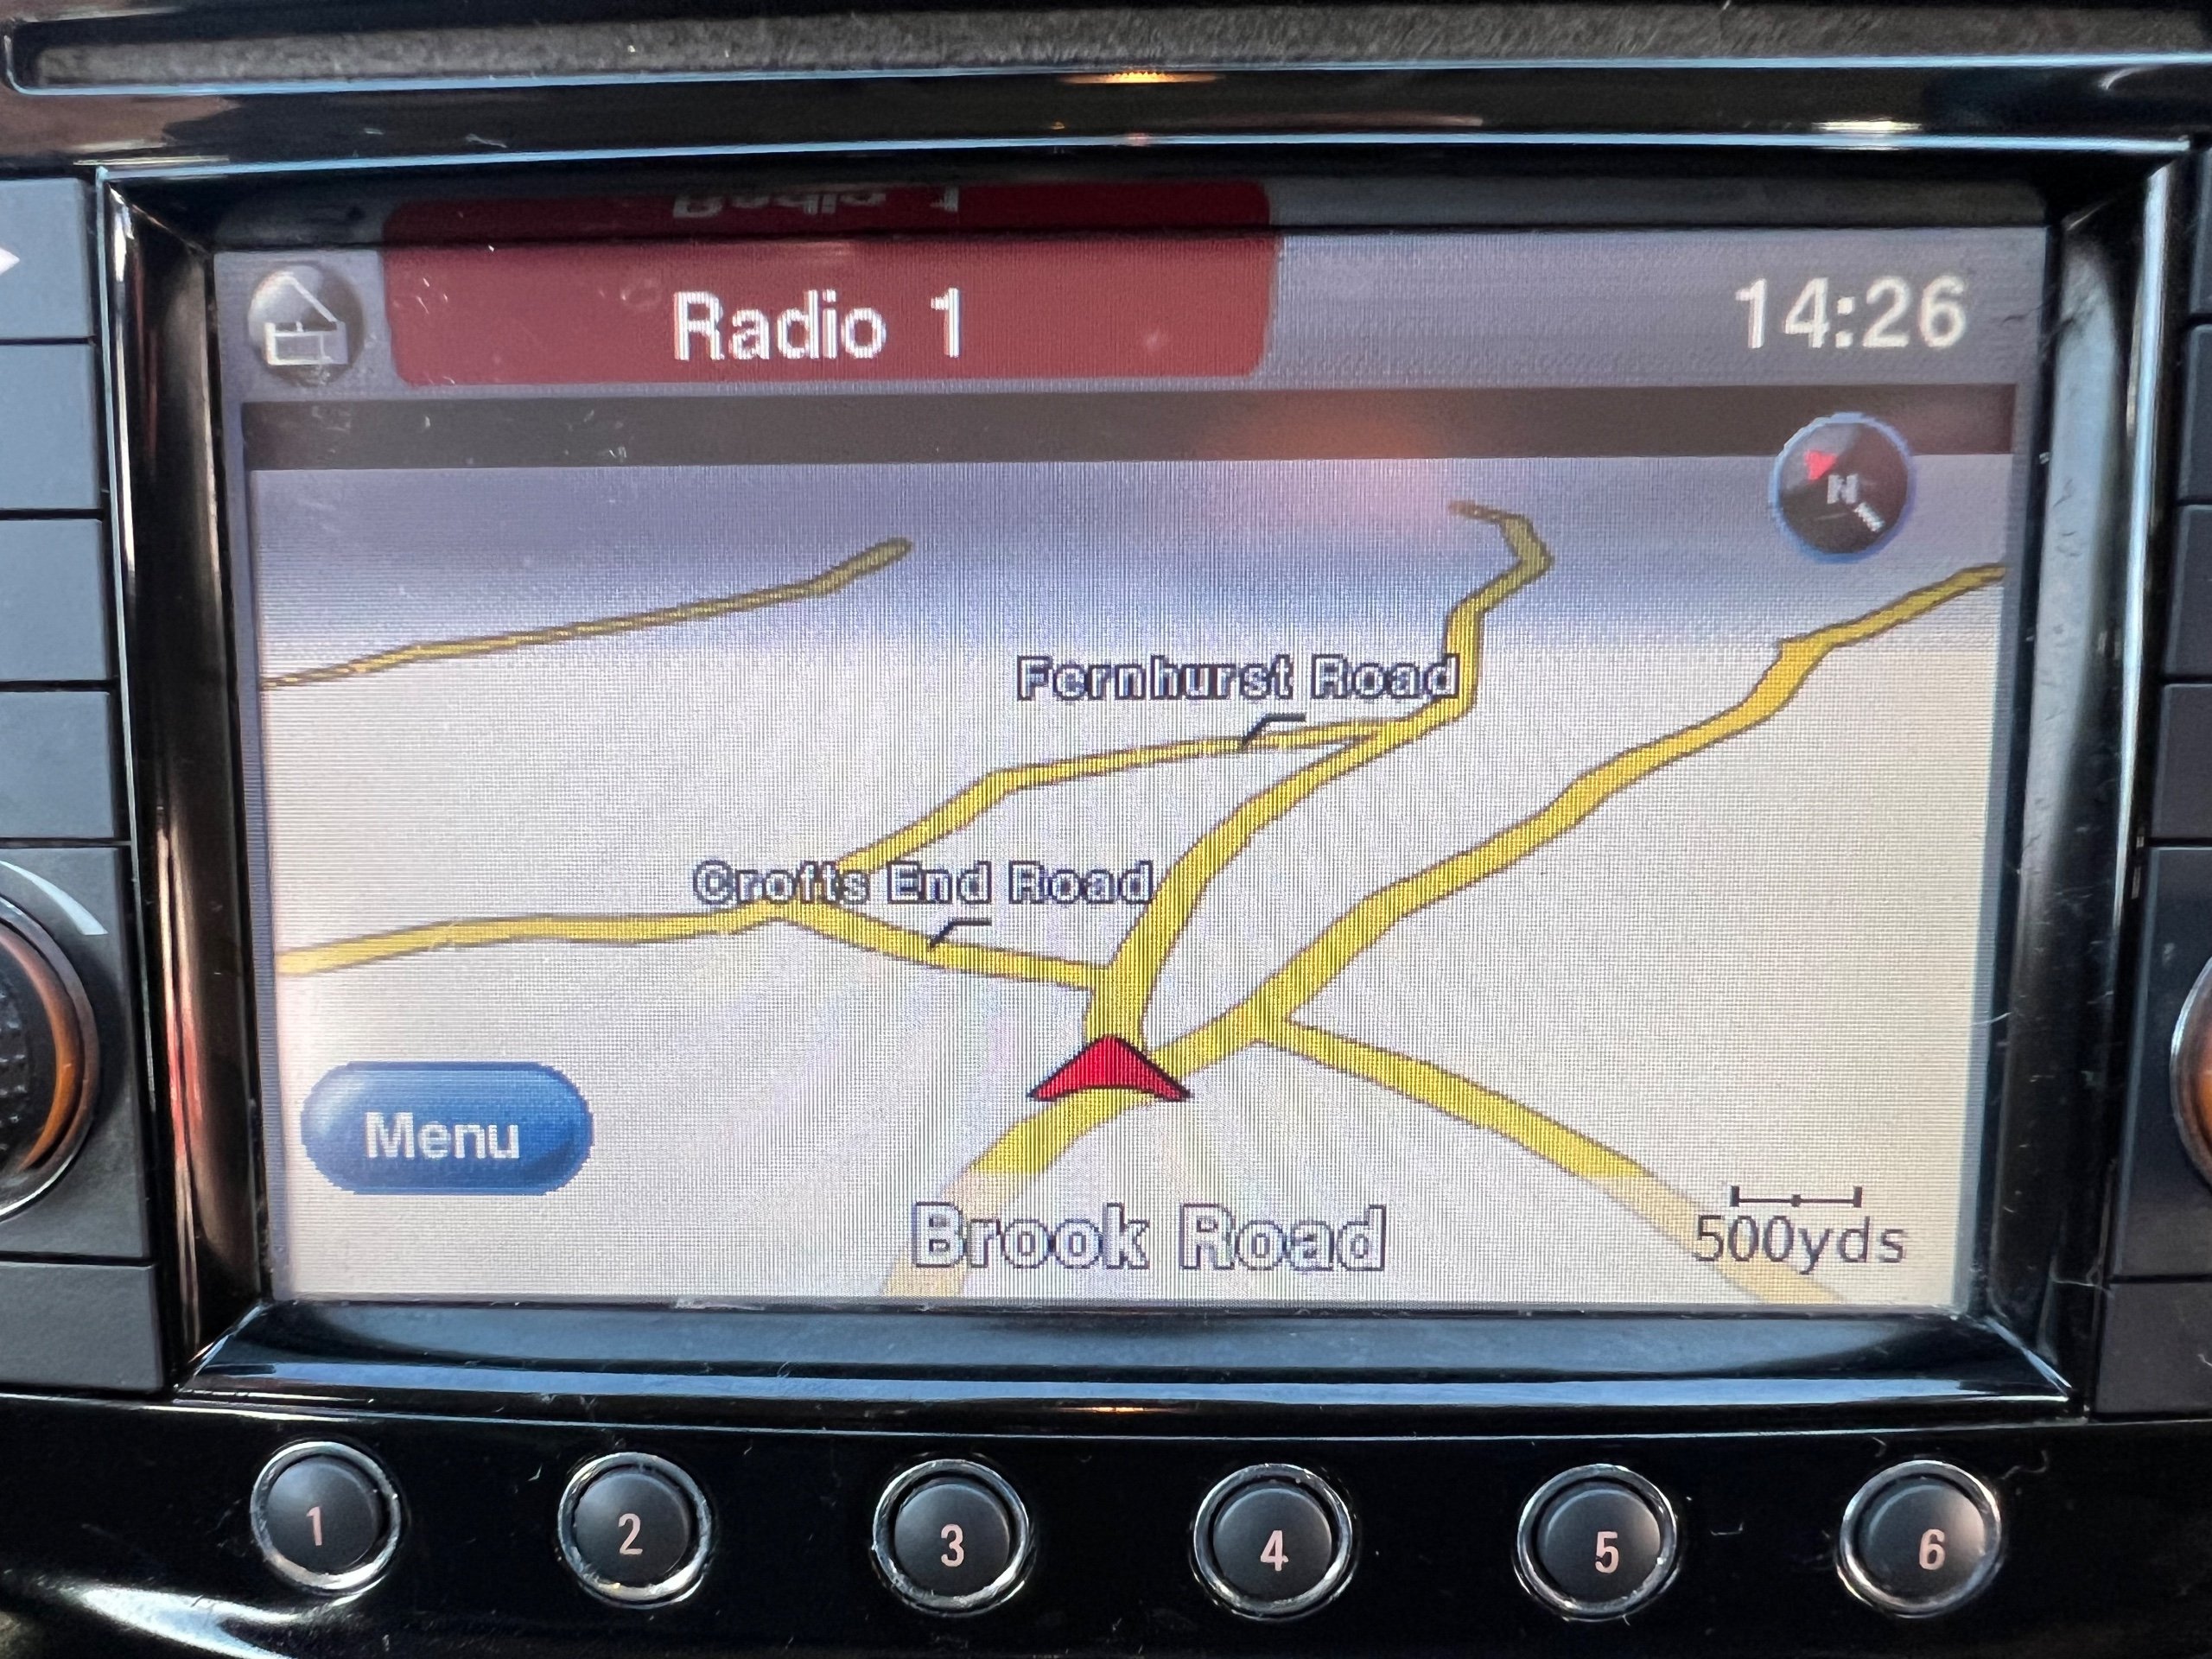 Radio 1
14:26
N
Fernhurst Road
Crofts End Road
Menu
Brook Road
500yds
1 2 3 4 5 6